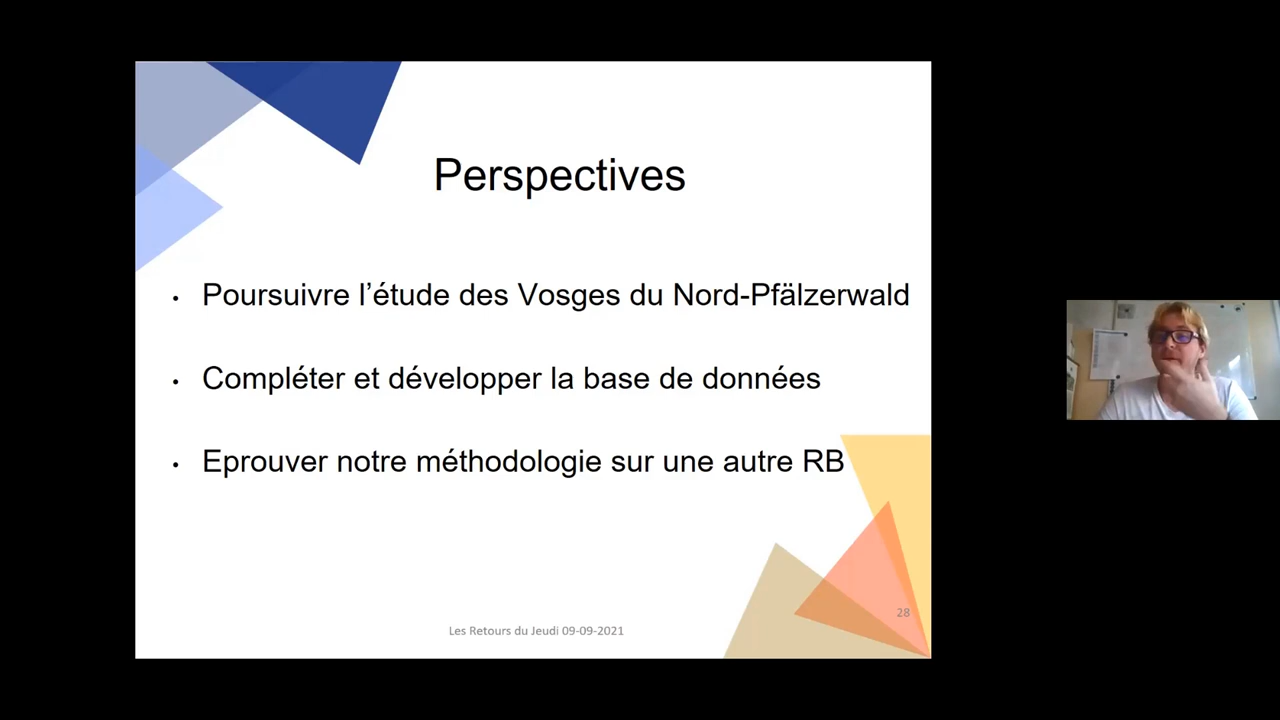 Perspectives
• Poursuivre l’étude des Vosges du Nord-Pfälzerwald
• Compléter et développer la base de données
• Eprouver notre méthodologie sur une autre RB
28
Les Retours du Jeudi 09-09-2021